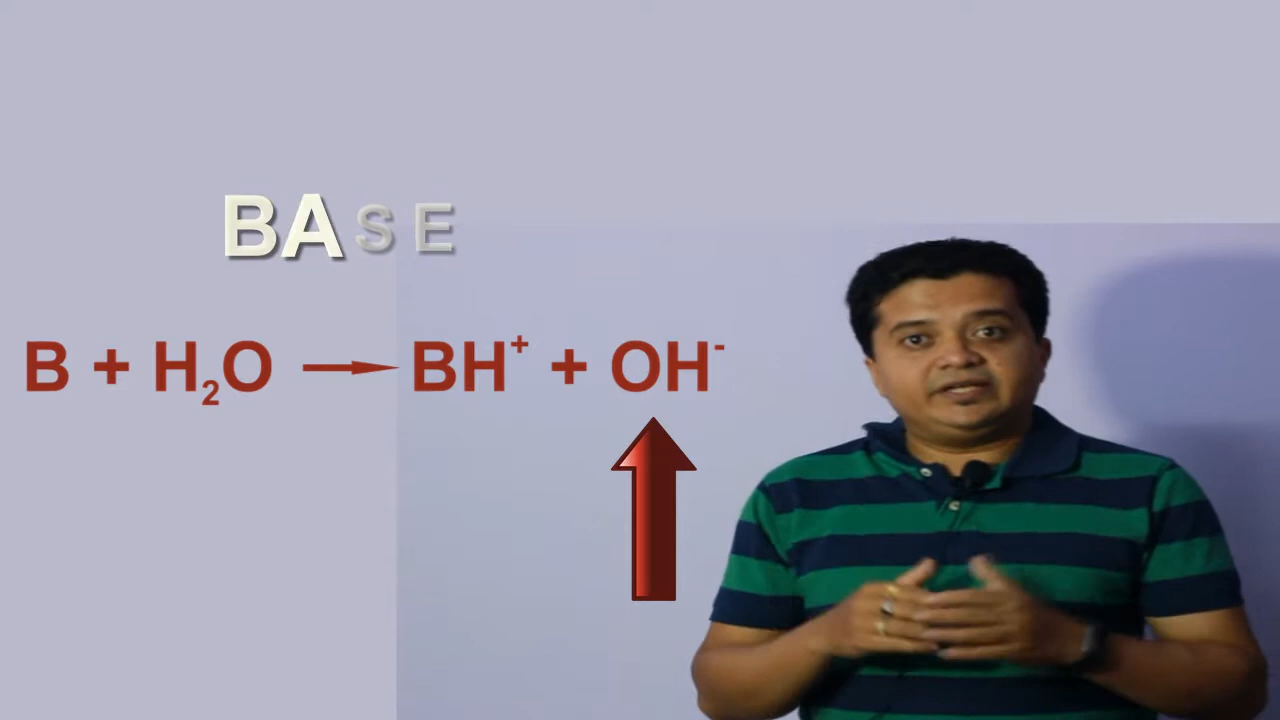 BASE
B + H₂O → BH⁺ + OH⁻